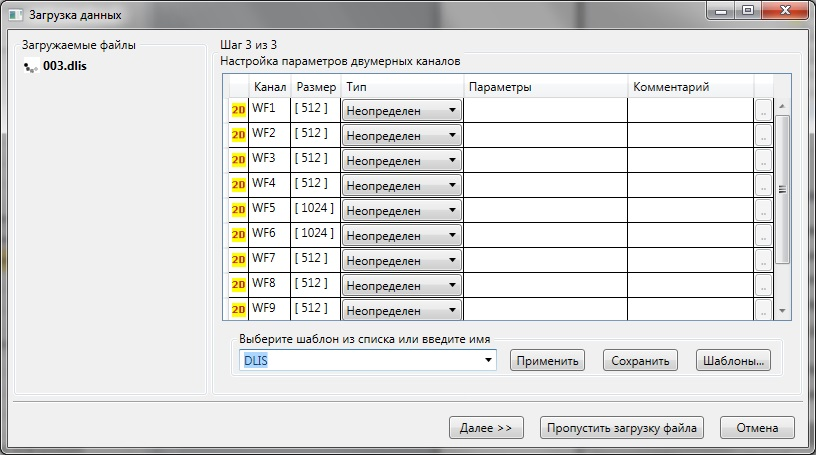 Загрузка данных
Загружаемые файлы
003.dlis
Шаг 3 из 3
Настройка параметров двумерных каналов
Канал Размер Тип Параметры Комментарий
2D WF1 [ 512 ] Неопределен ..
2D WF2 [ 512 ] Неопределен ..
2D WF3 [ 512 ] Неопределен ..
2D WF4 [ 512 ] Неопределен ..
2D WF5 [ 1024 ] Неопределен ..
2D WF6 [ 1024 ] Неопределен ..
2D WF7 [ 512 ] Неопределен ..
2D WF8 [ 512 ] Неопределен ..
2D WF9 [ 512 ] Неопределен ..
Выберите шаблон из списка или введите имя
DLIS Применить Сохранить Шаблоны...
Далее >> Пропустить загрузку файла Отмена